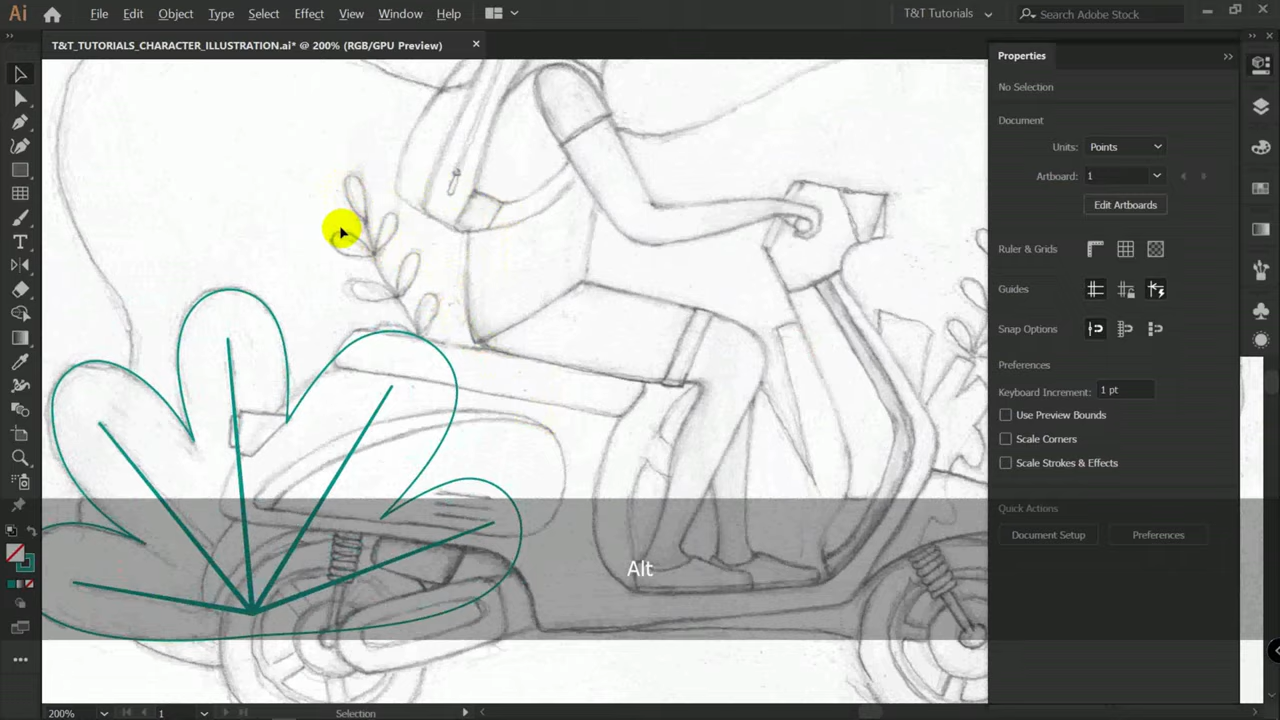 Ai File Edit Object Type Select Effect View Window Help T&T Tutorials Search Adobe Stock
T&T_TUTORIALS_CHARACTER_ILLUSTRATION.ai* @ 200% (RGB/GPU Preview)
Properties
No Selection
Document
Units: Points
Artboard: 1
Edit Artboards
Ruler & Grids
Guides
Snap Options
Preferences
Keyboard Increment: 1 pt
Use Preview Bounds
Scale Corners
Scale Strokes & Effects
Quick Actions
Document Setup Preferences
Alt
200% 1 Selection